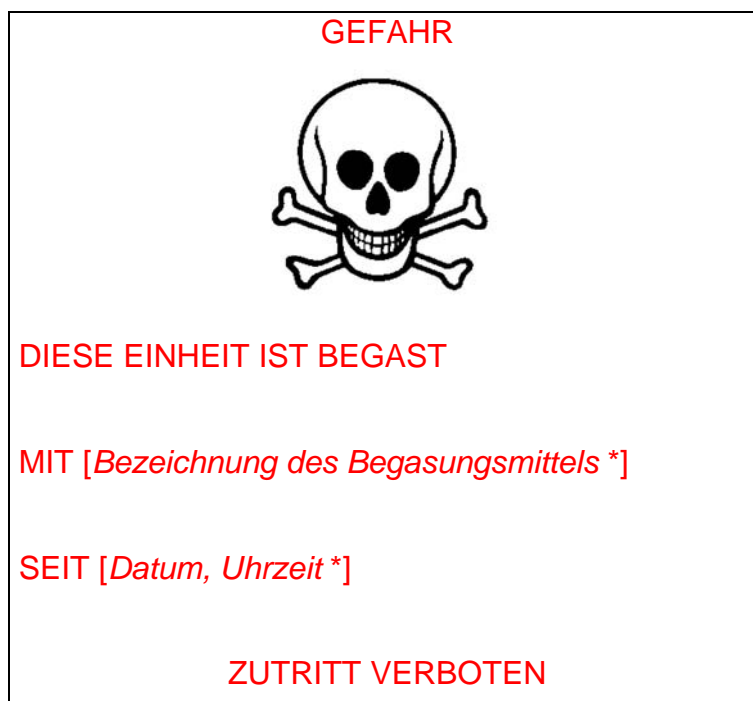 GEFAHR
DIESE EINHEIT IST BEGAST
MIT [Bezeichnung des Begasungsmittels *]
SEIT [Datum, Uhrzeit *]
ZUTRITT VERBOTEN